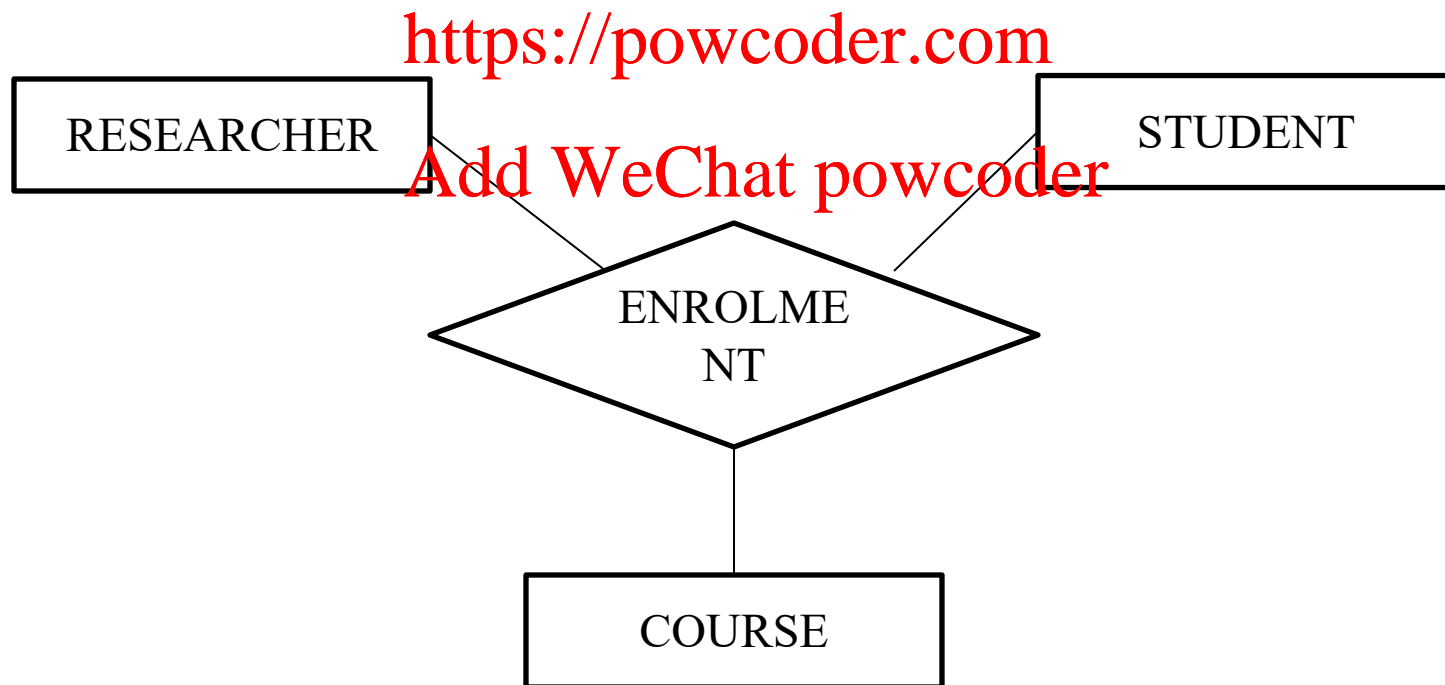 https://powcoder.com
RESEARCHER
STUDENT
Add WeChat powcoder
ENROLME
NT
COURSE